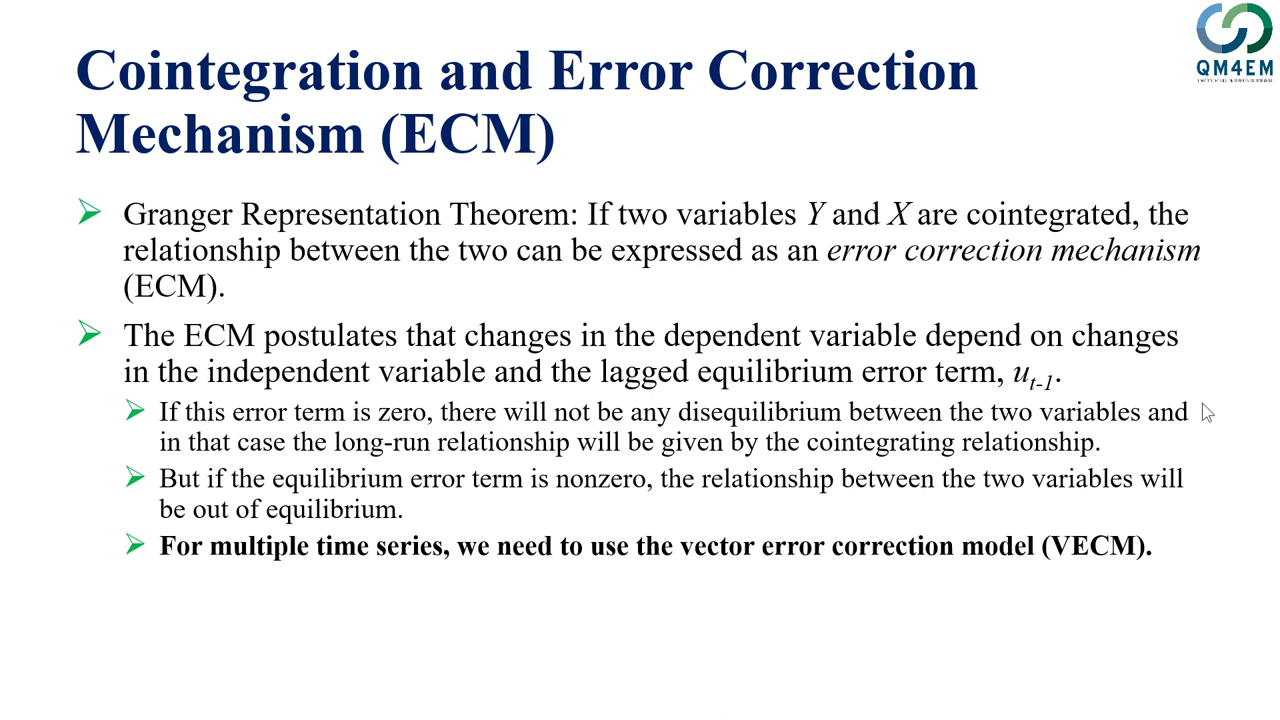 QM4EM
Cointegration and Error Correction
Mechanism (ECM)
Granger Representation Theorem: If two variables Y and X are cointegrated, the
relationship between the two can be expressed as an error correction mechanism
(ECM).
The ECM postulates that changes in the dependent variable depend on changes
in the independent variable and the lagged equilibrium error term, u_{t-1}.
If this error term is zero, there will not be any disequilibrium between the two variables and
in that case the long-run relationship will be given by the cointegrating relationship.
But if the equilibrium error term is nonzero, the relationship between the two variables will
be out of equilibrium.
For multiple time series, we need to use the vector error correction model (VECM).